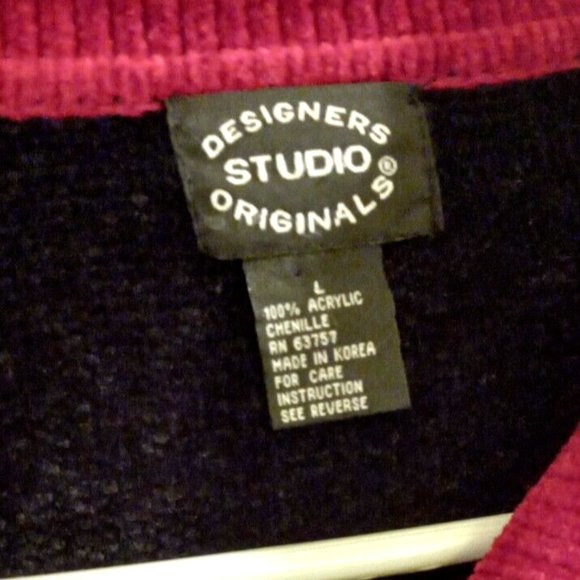 DESIGNERS
STUDIO®
ORIGINALS
L
100% ACRYLIC
CHENILLE
RN 63757
MADE IN KOREA
FOR CARE
INSTRUCTION
SEE REVERSE